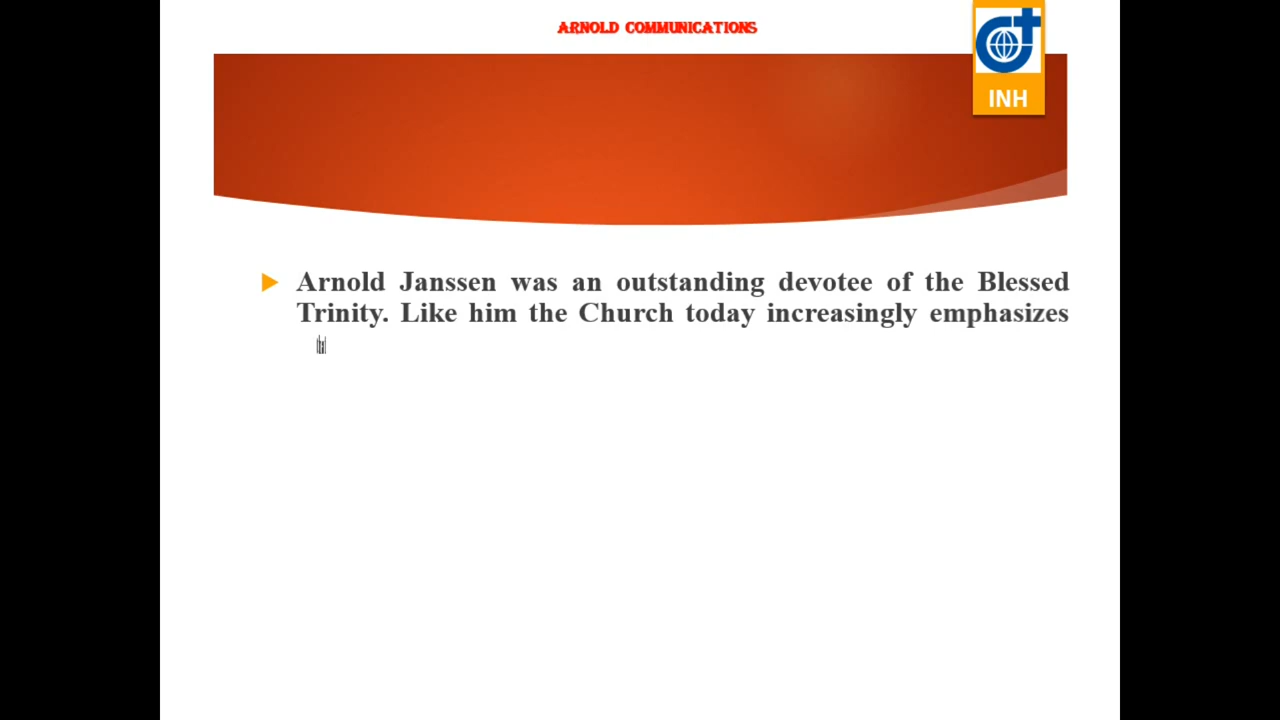 ARNOLD COMMUNICATIONS
INH
Arnold Janssen was an outstanding devotee of the Blessed
Trinity. Like him the Church today increasingly emphasizes